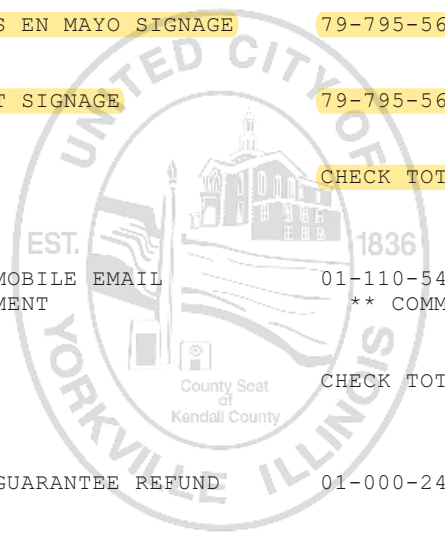 S EN MAYO SIGNAGE 79-795-56
T SIGNAGE 79-795-56
CHECK TOT
MOBILE EMAIL 01-110-54
MENT ** COMM
CHECK TOT
GUARANTEE REFUND 01-000-24
UNITED CITY OF
EST. 1836
County Seat
of
Kendall County
YORKVILLE ILLINOIS